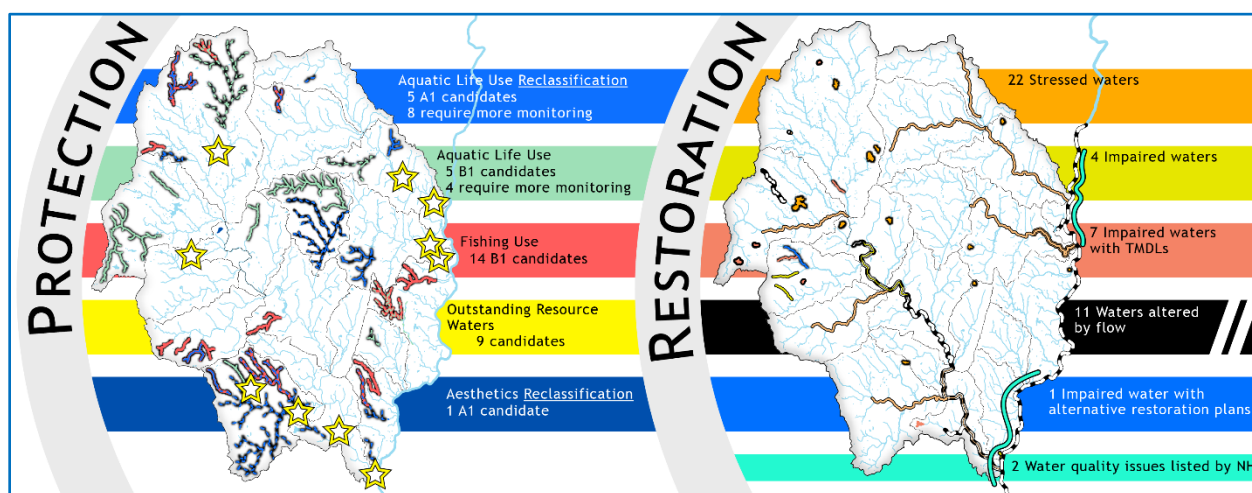 PROTECTION
Aquatic Life Use Reclassification
5 A1 candidates
8 require more monitoring
Aquatic Life Use
5 B1 candidates
4 require more monitoring
Fishing Use
14 B1 candidates
Outstanding Resource
Waters
9 candidates
Aesthetics Reclassification
1 A1 candidate
RESTORATION
22 Stressed waters
4 Impaired waters
7 Impaired waters
with TMDLs
11 Waters altered
by flow
1 Impaired water with
alternative restoration plans
2 Water quality issues listed by NH